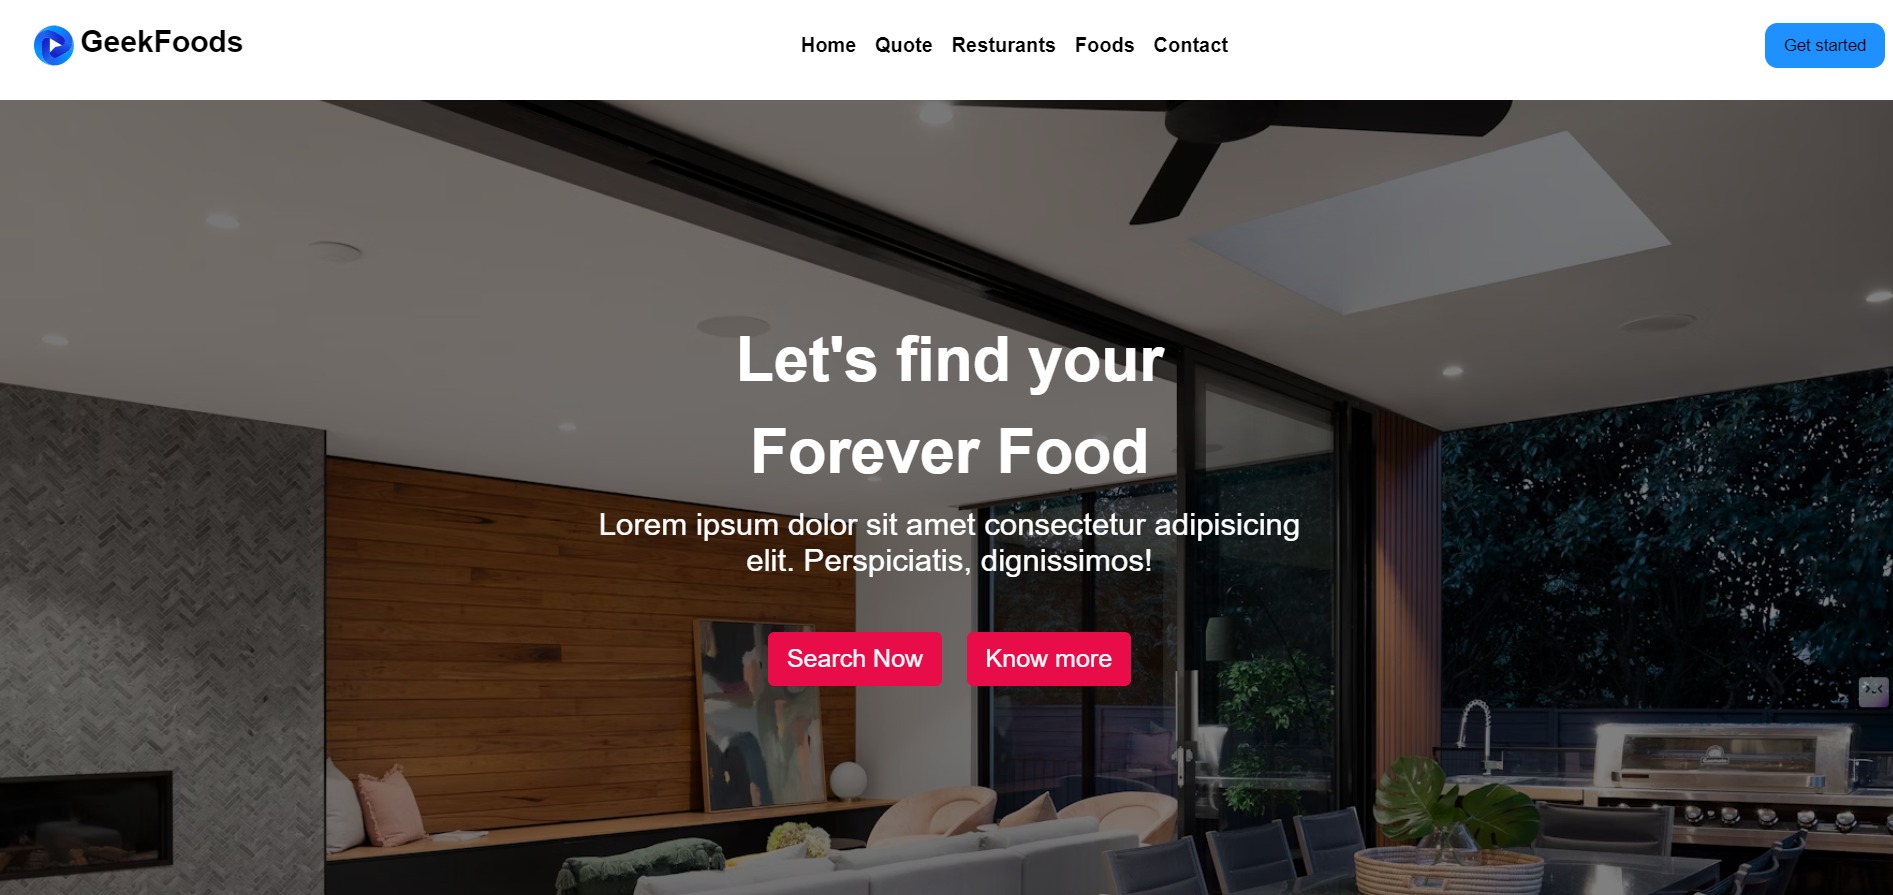 GeekFoods
Home Quote Resturants Foods Contact
Get started
Let's find your
Forever Food
Lorem ipsum dolor sit amet consectetur adipisicing
elit. Perspiciatis, dignissimos!
Search Now Know more